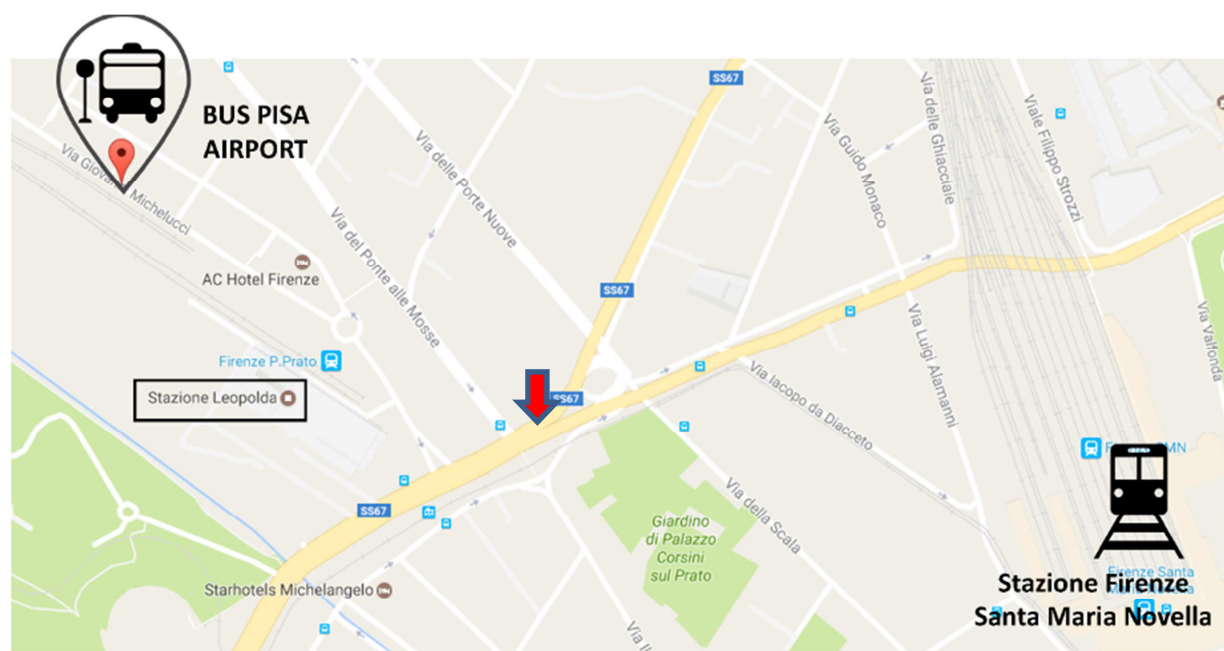 BUS PISA
AIRPORT
SS67
Via delle Ghiacciale
Viale Filippo Strozzi
Via Guido Monaco
Via delle Porte Nuove
Via Giovanni Michelucci
Via del Ponte alle Mosse
AC Hotel Firenze
SS67
Via Luigi Alamanni
Via Valfonda
Firenze P.Prato
Stazione Leopolda
SS67
Via Iacopo da Diacceto
SS67
Via della Scala
Giardino
di Palazzo
Corsini
sul Prato
Starhotels Michelangelo
Firenze Santa
Stazione Firenze
Santa Maria Novella